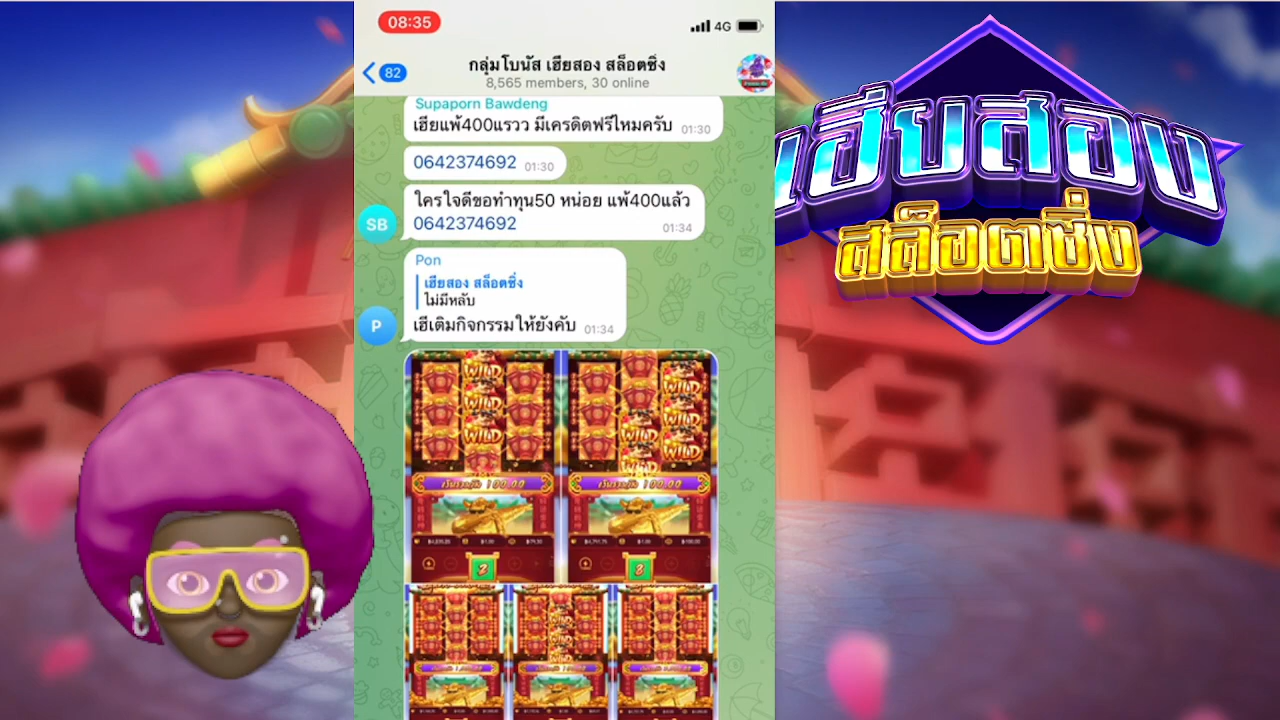 08:35
4G
82
กลุ่มโบนัส เฮียสอง สล็อตซิ่ง
8,565 members, 30 online
Supaporn Bawdeng
เฮียแพ้400แรวว มีเครดิตฟรีไหมครับ 01:30
0642374692 01:30
ใครใจดีขอทำทุน50 หน่อย แพ้400แล้ว
0642374692 01:34
SB
Pon
เฮียสอง สล็อตซิ่ง
ไม่มีหลับ
เฮีเติมกิจกรรมให้ยังคับ 01:34
P
WILD
WILD
WILD
WILD
WILD
WILD
WILD
WILD
100.00
100.00
เฮียสอง
สล็อตซิ่ง